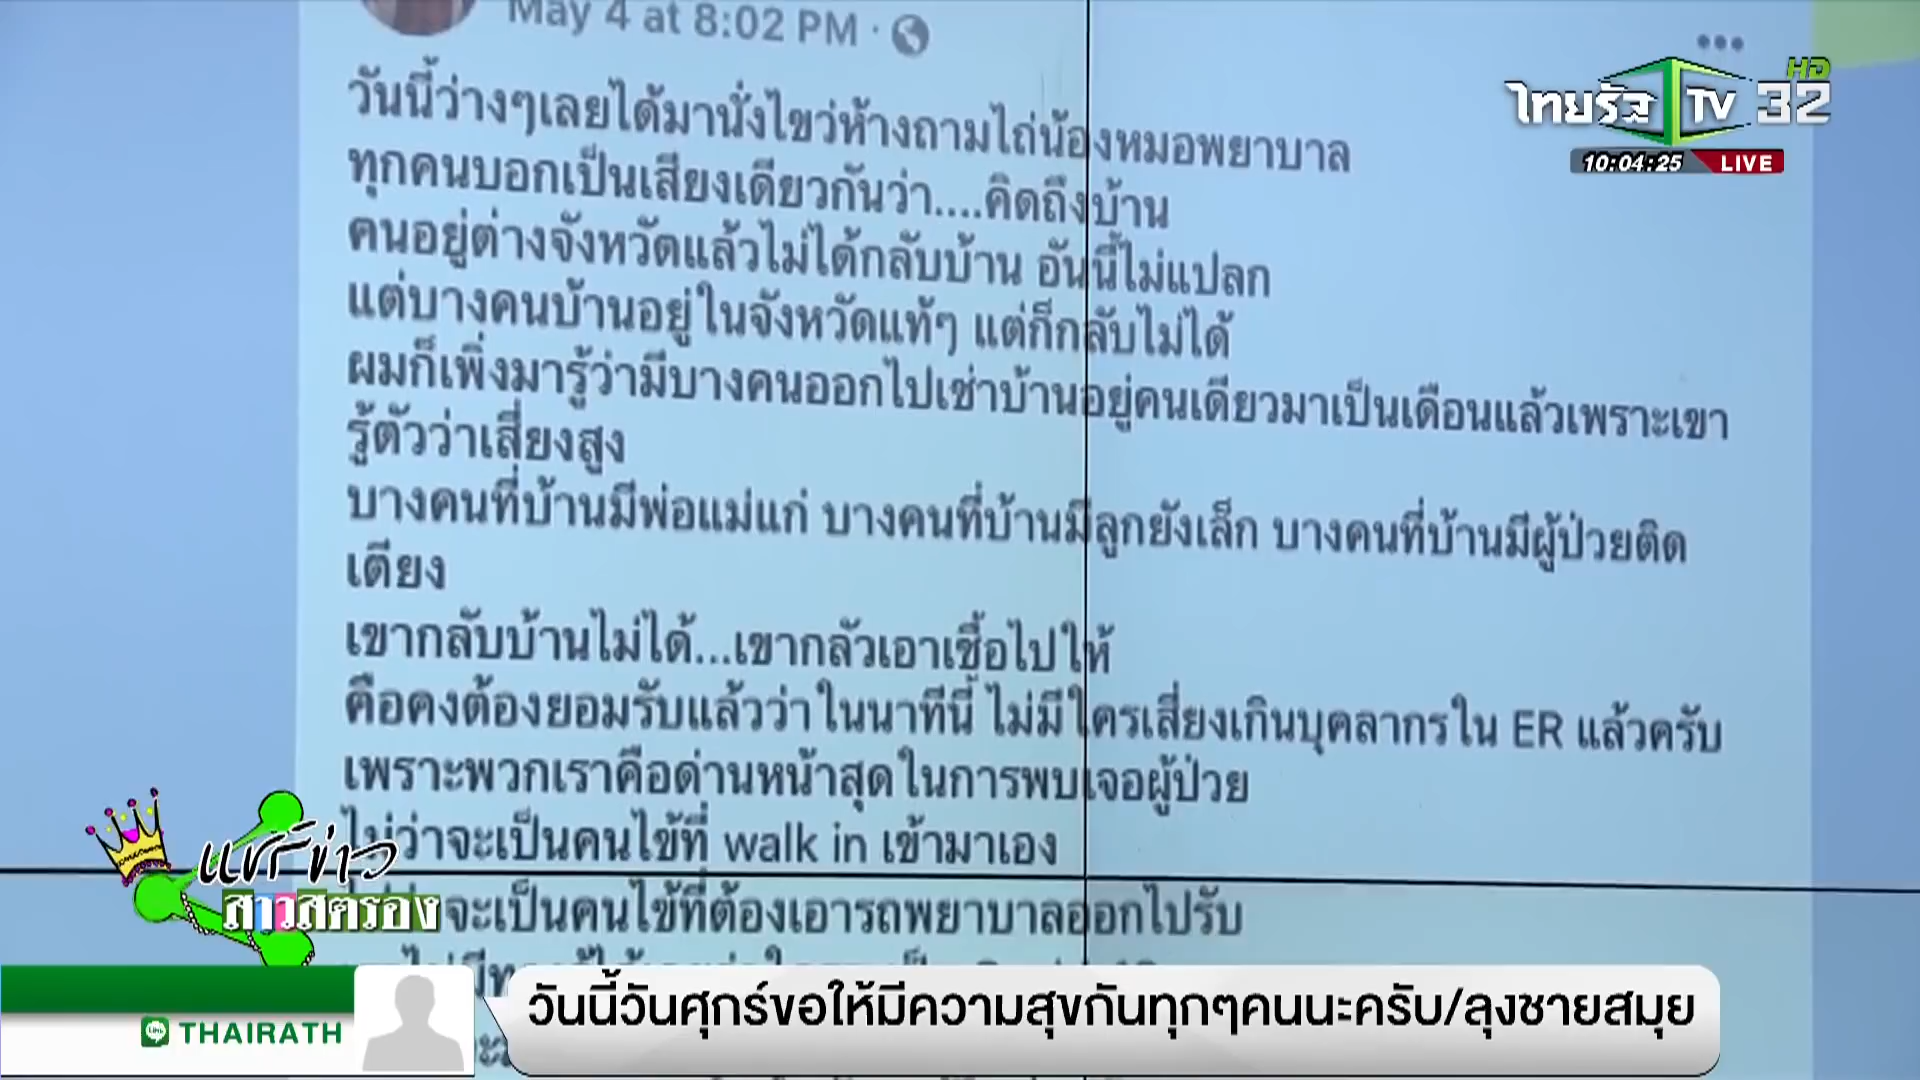 May 4 at 8:02 PM
ไทยรัฐ TV 32 HD
10:04:25 LIVE
วันนี้ว่างๆเลยได้มานั่งไขว่ห้างถามไถ่น้องหมอพยาบาล
ทุกคนบอกเป็นเสียงเดียวกันว่า....คิดถึงบ้าน
คนอยู่ต่างจังหวัดแล้วไม่ได้กลับบ้าน อันนี้ไม่แปลก
แต่บางคนบ้านอยู่ในจังหวัดแท้ๆ แต่ก็กลับไม่ได้
ผมก็เพิ่งมารู้ว่ามีบางคนออกไปเช่าบ้านอยู่คนเดียวมาเป็นเดือนแล้วเพราะเขา
รู้ตัวว่าเสี่ยงสูง
บางคนที่บ้านมีพ่อแม่แก่ บางคนที่บ้านมีลูกยังเล็ก บางคนที่บ้านมีผู้ป่วยติด
เตียง
เขากลับบ้านไม่ได้...เขากลัวเอาเชื้อไปให้
คือคงต้องยอมรับแล้วว่าในนาทีนี้ ไม่มีใครเสี่ยงเกินบุคลากรใน ER แล้วครับ
เพราะพวกเราคือด่านหน้าสุดในการพบเจอผู้ป่วย
ไม่ว่าจะเป็นคนไข้ที่ walk in เข้ามาเอง
จะเป็นคนไข้ที่ต้องเอารถพยาบาลออกไปรับ
แชร์ข่าว
สาวสตรอง
LINE THAIRATH
วันนี้วันศุกร์ขอให้มีความสุขกันทุกๆคนนะครับ/ลุงชายสมุย